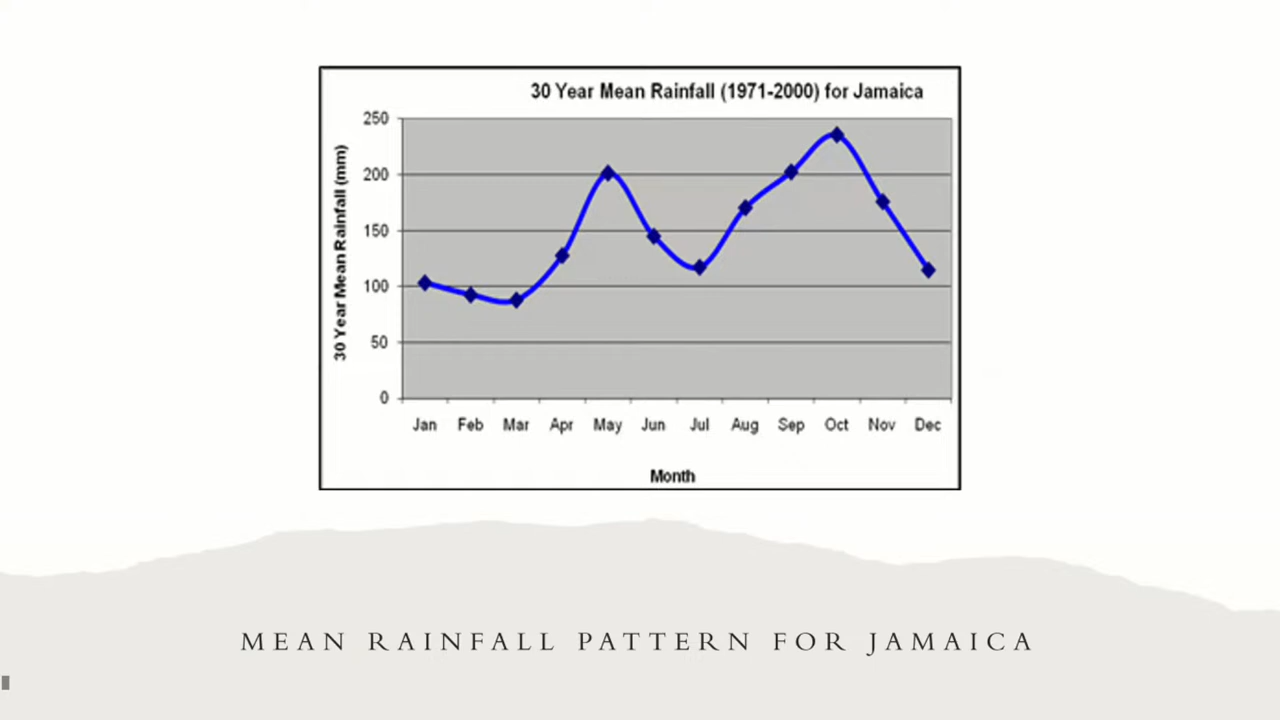 30 Year Mean Rainfall (1971-2000) for Jamaica
30 Year Mean Rainfall (mm)
250
200
150
100
50
0
Jan Feb Mar Apr May Jun Jul Aug Sep Oct Nov Dec
Month
MEAN RAINFALL PATTERN FOR JAMAICA